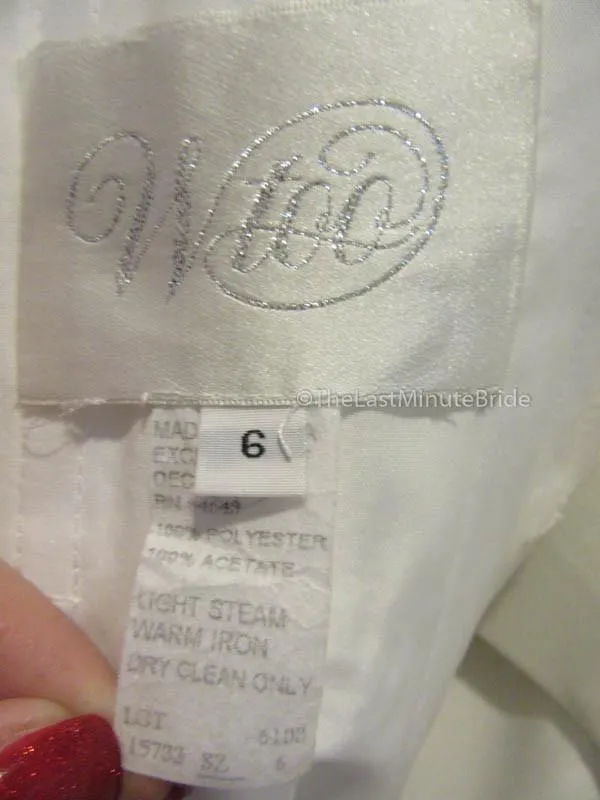 Wtoo
©TheLastMinuteBride
6
100% POLYESTER
100% ACETATE
LIGHT STEAM
WARM IRON
DRY CLEAN ONLY
LOT
15733 6